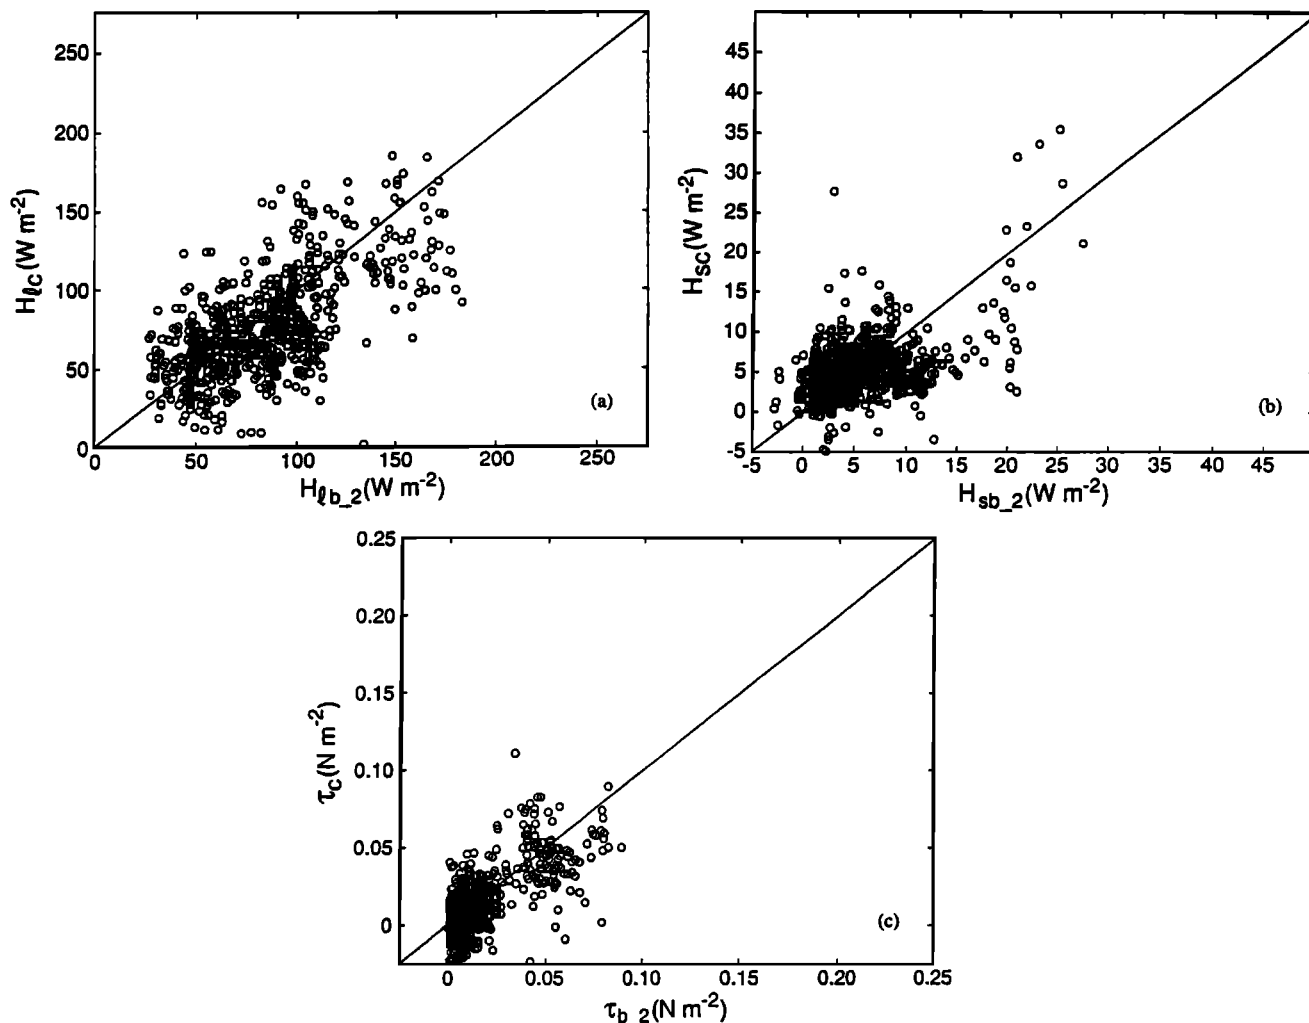 250
200
150
100
50
0
H_ℓC (W m⁻²)
0 50 100 150 200 250
H_ℓb_2 (W m⁻²)
(a)
45
40
35
30
25
20
15
10
5
0
-5
H_SC (W m⁻²)
-5 0 5 10 15 20 25 30 35 40 45
H_sb_2 (W m⁻²)
(b)
0.25
0.20
0.15
0.10
0.05
0
τ_C (N m⁻²)
0 0.05 0.10 0.15 0.20 0.25
τ_b_2 (N m⁻²)
(c)